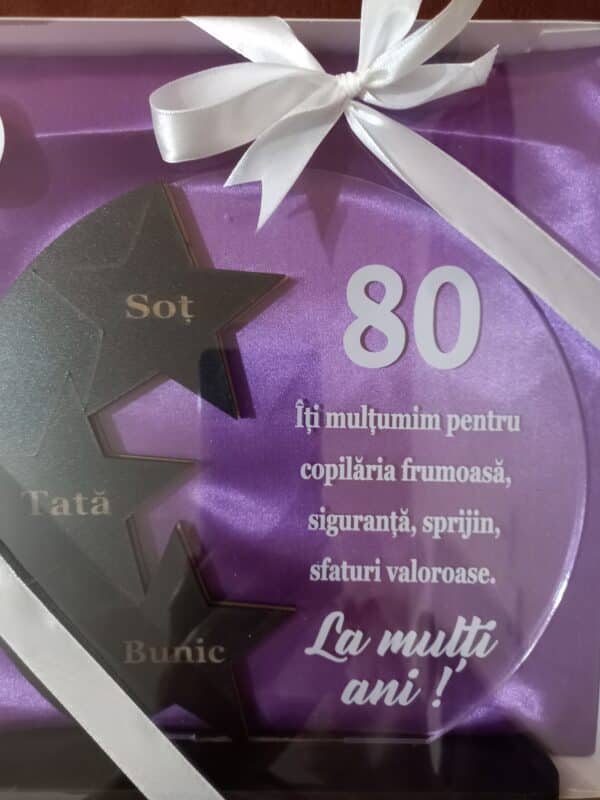 Soț
Tată
Bunic
80
Îți mulțumim pentru
copilăria frumoasă,
siguranță, sprijin,
sfaturi valoroase.
La mulți
ani !